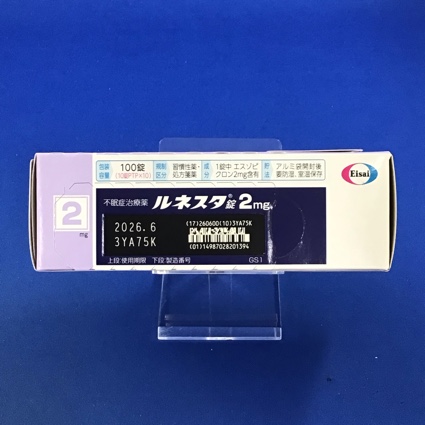 包装容量 100錠 (10錠PTP×10)
規制区分 習慣性薬・処方箋薬
成分 1錠中 エスゾピクロン2mg含有
貯法 アルミ袋開封後要防湿、室温保存
Eisai
2
mg
不眠症治療薬 ルネスタ®錠2mg
2026.6
3YA75K
(17)260600(10)3YA75K
(01)14987028201394
上段:使用期限 下段:製造番号
GS1